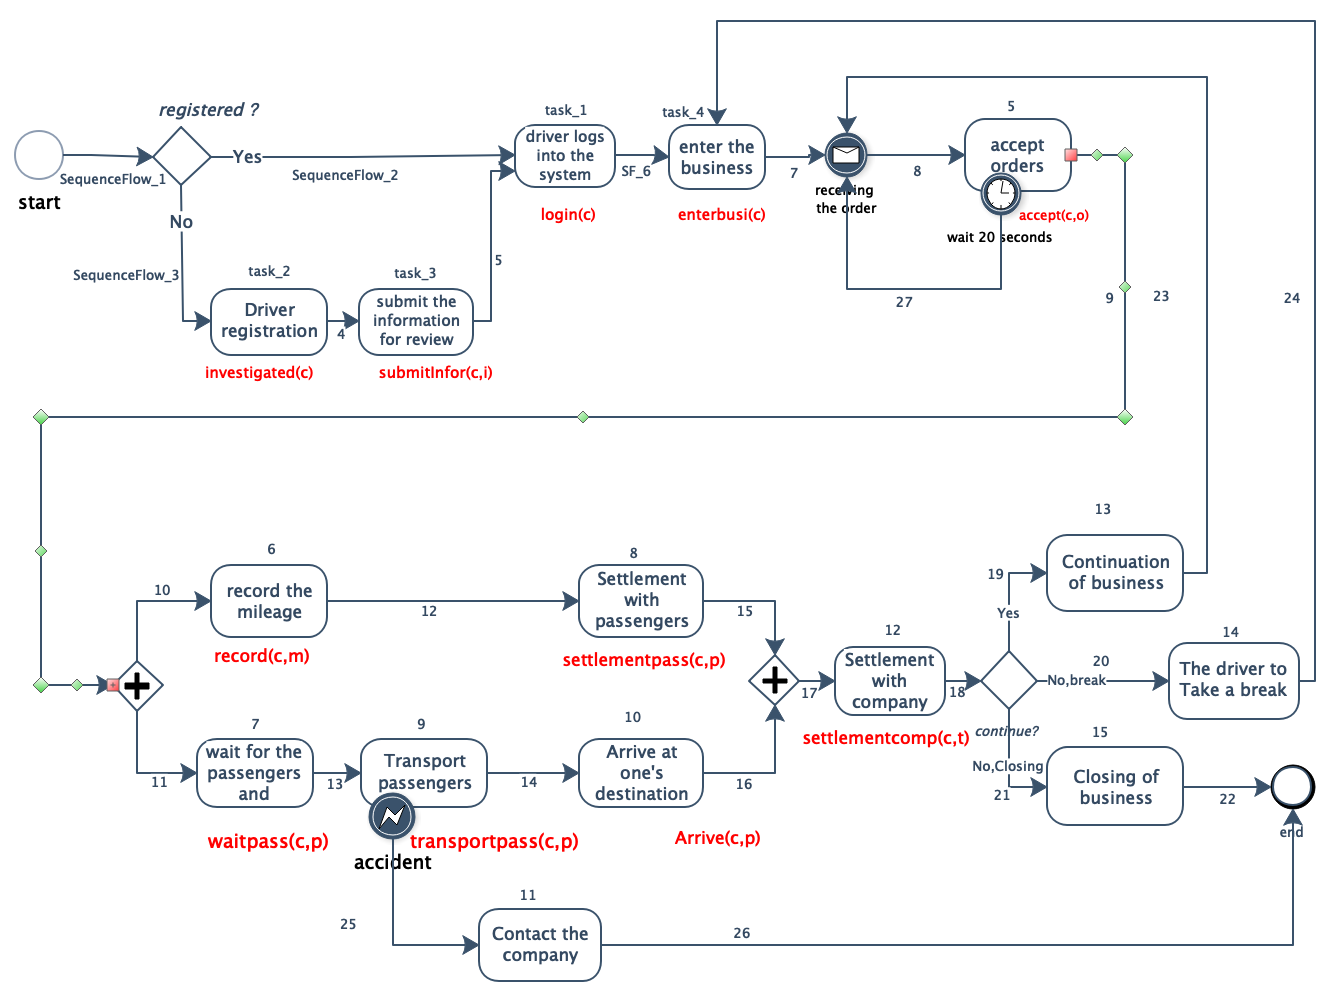 registered ?
start
SequenceFlow_1
Yes
SequenceFlow_2
No
SequenceFlow_3
task_1
driver logs
into the
system
login(c)
SF_6
task_4
enter the
business
enterbusi(c)
7
receiving
the order
8
5
accept
orders
accept(c,o)
wait 20 seconds
27
9
23
24
task_2
Driver
registration
investigated(c)
4
task_3
submit the
information
for review
submitInfor(c,i)
5
10
6
record the
mileage
record(c,m)
12
8
Settlement
with
passengers
settlementpass(c,p)
15
11
7
wait for the
passengers
and
waitpass(c,p)
13
9
Transport
passengers
transportpass(c,p)
accident
14
10
Arrive at
one's
destination
Arrive(c,p)
16
17
12
Settlement
with
company
settlementcomp(c,t)
18
continue?
19
Yes
13
Continuation
of business
20
No,break
14
The driver to
Take a break
No,Closing
21
15
Closing of
business
22
end
25
11
Contact the
company
26